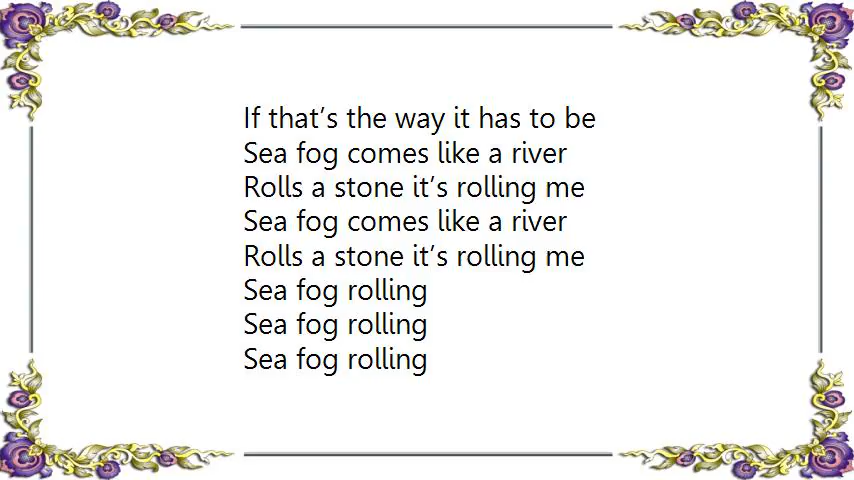 If that’s the way it has to be
Sea fog comes like a river
Rolls a stone it’s rolling me
Sea fog comes like a river
Rolls a stone it’s rolling me
Sea fog rolling
Sea fog rolling
Sea fog rolling